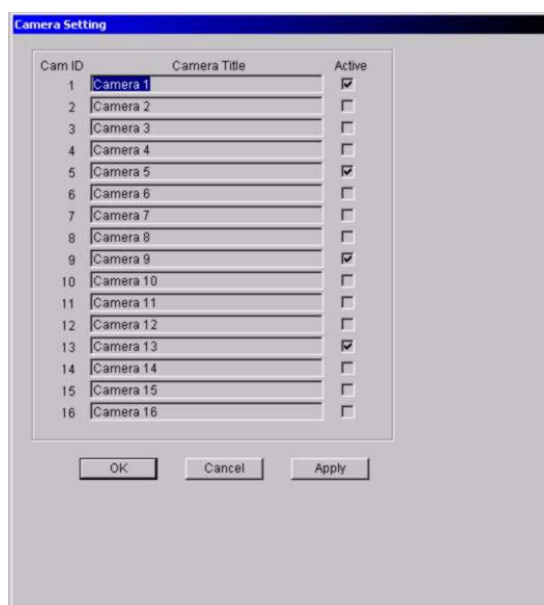 Camera Setting
Cam ID Camera Title Active
1 Camera 1
2 Camera 2
3 Camera 3
4 Camera 4
5 Camera 5
6 Camera 6
7 Camera 7
8 Camera 8
9 Camera 9
10 Camera 10
11 Camera 11
12 Camera 12
13 Camera 13
14 Camera 14
15 Camera 15
16 Camera 16
OK Cancel Apply